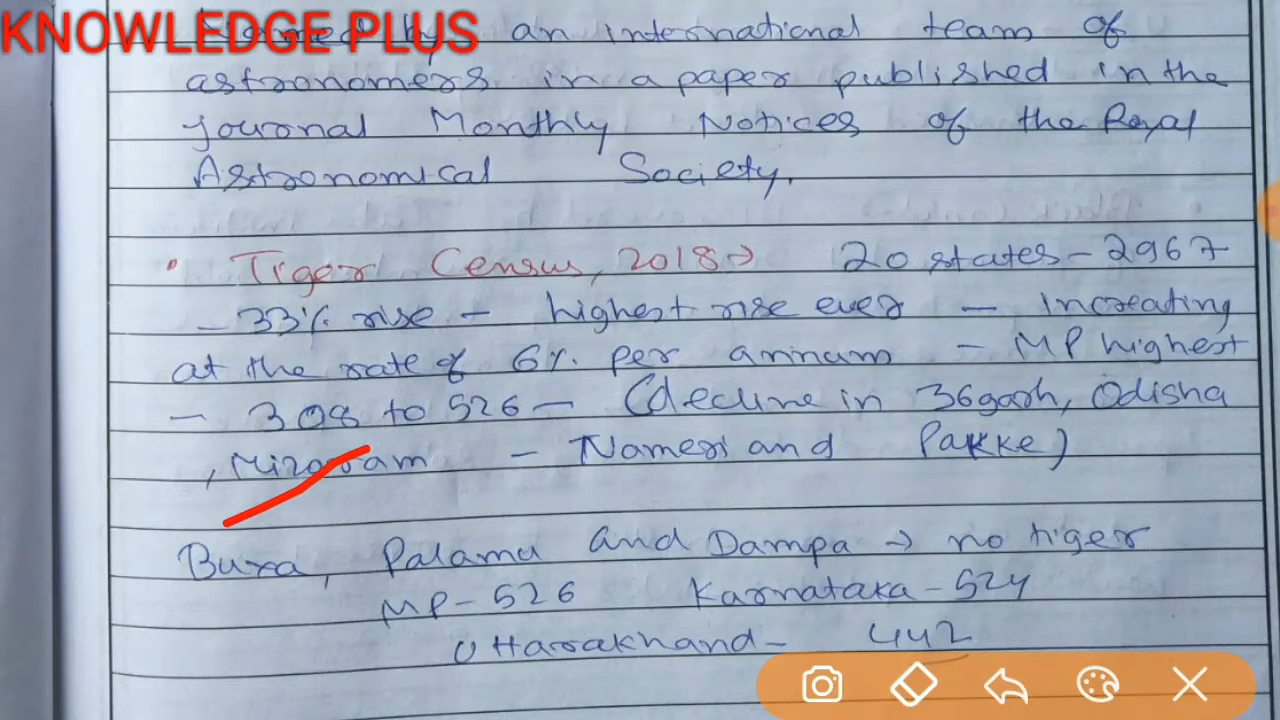 KNOWLEDGE PLUS
by an international team of
astronomers in a paper published in the
journal Monthly Notices of the Royal
Astronomical Society.
• Tiger Census, 2018→ 20 states - 2967
- 33% rise - highest rise ever - increating
at the rate of 6% per annum - MP highest
- 308 to 526 - (decline in 36garh, Odisha
, Mizoram - Nameri and Pakke)
Buxa, Palamu and Dampa → no tiger
MP - 526 Karnataka - 524
Uttarakhand - 442